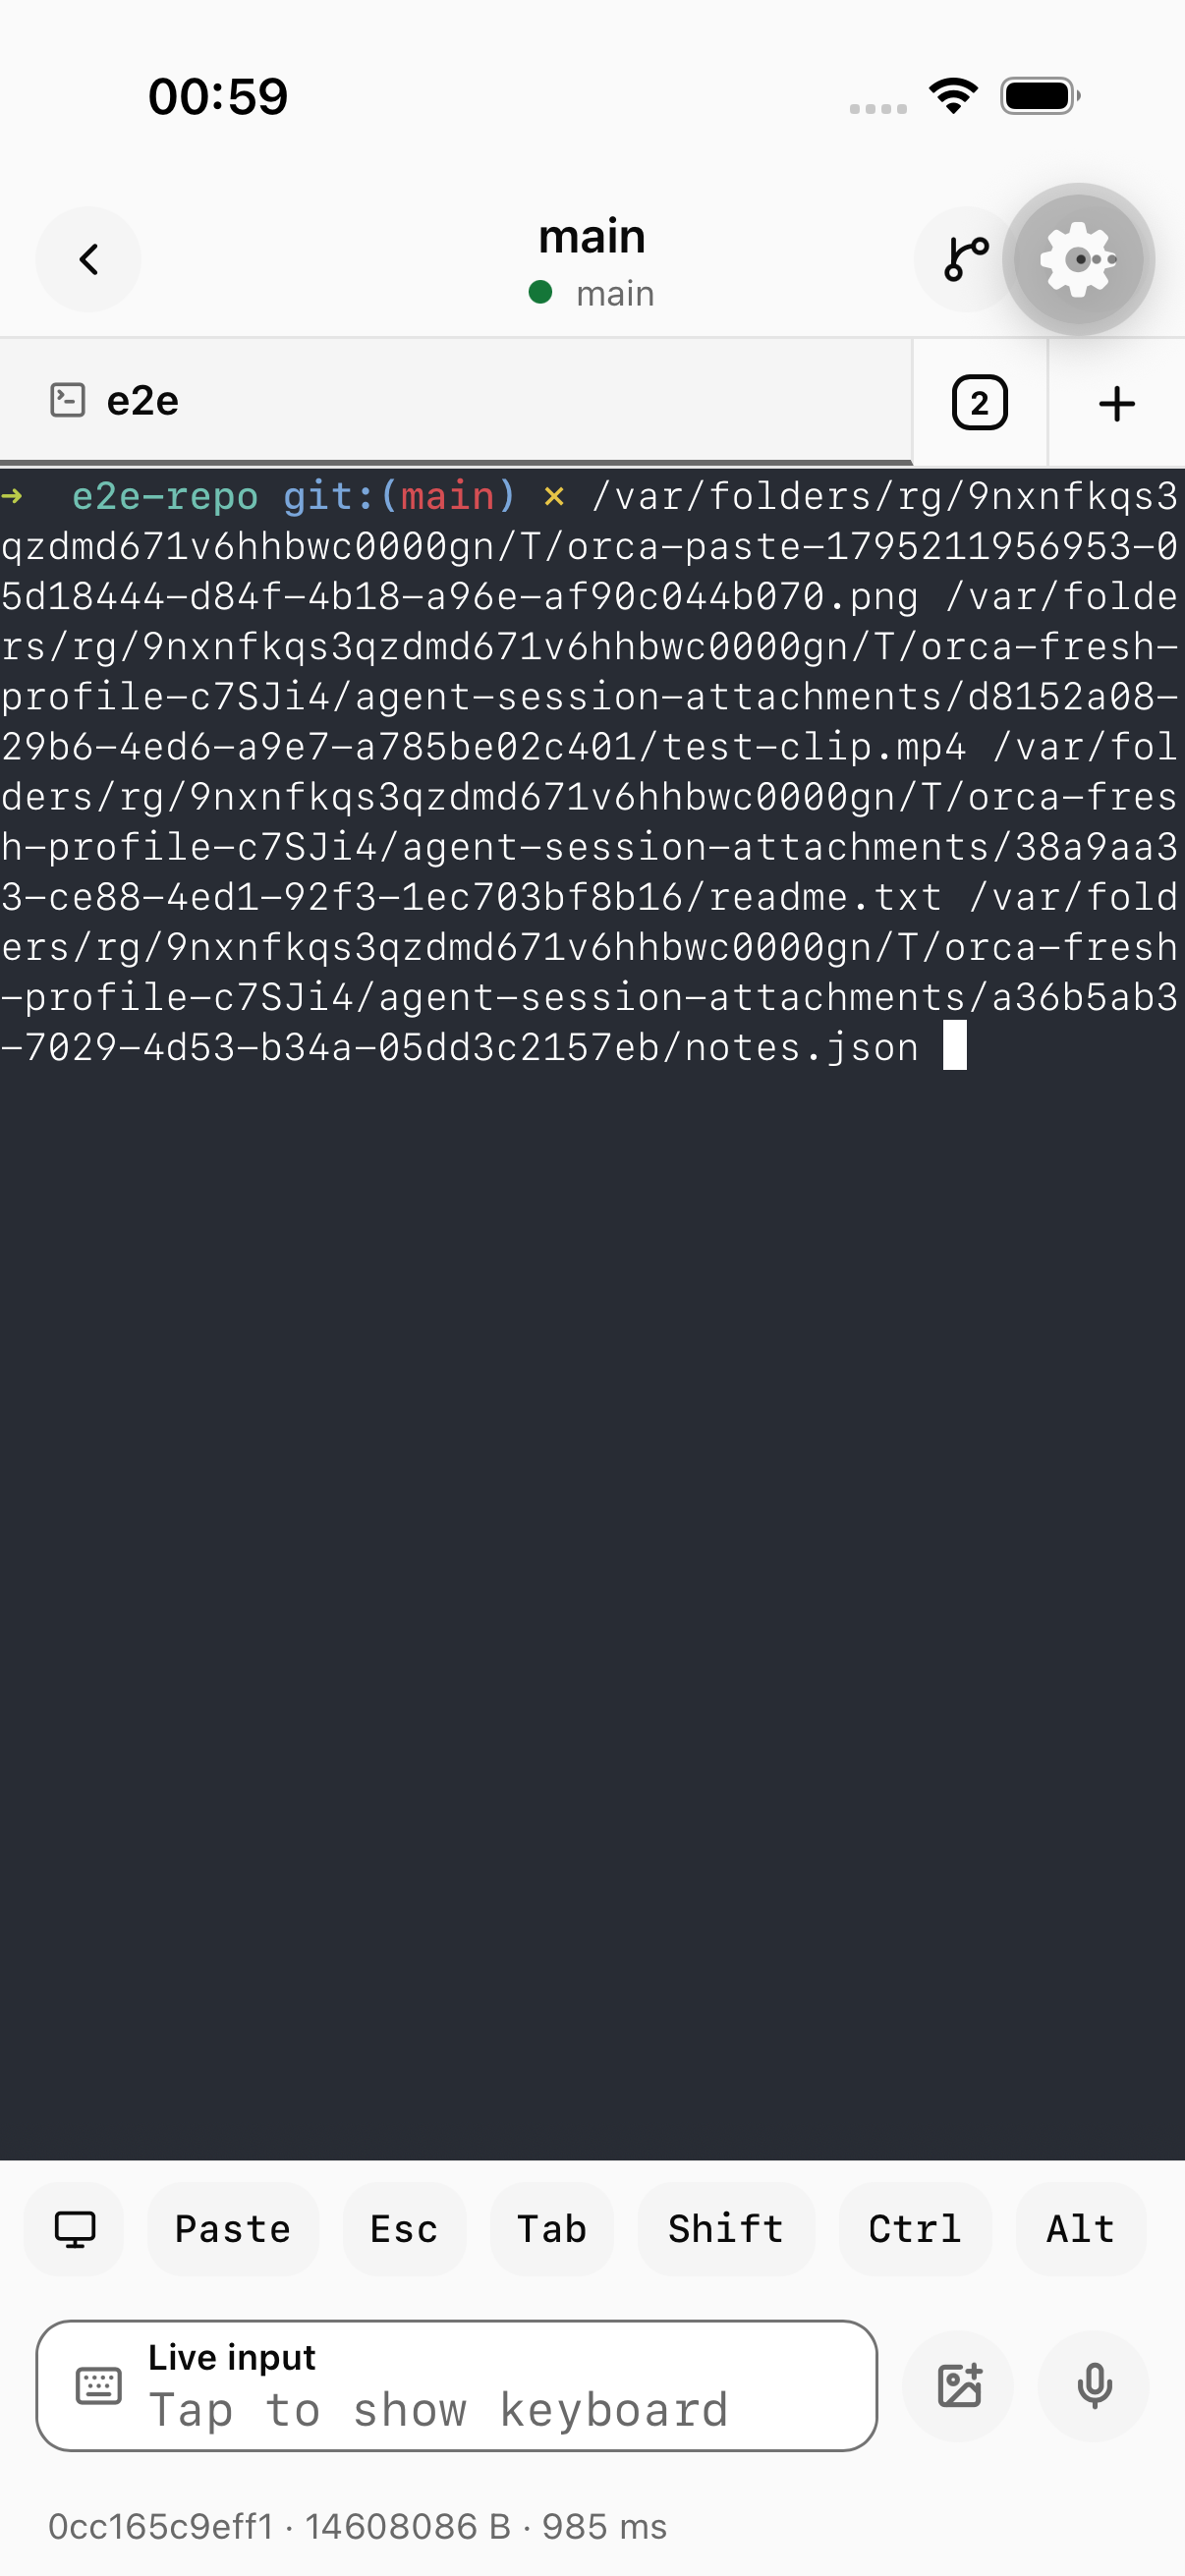 00:59
main
main
e2e
2
→ e2e-repo git:(main) × /var/folders/rg/9nxnfkqs3
qzdmd671v6hhbwc0000gn/T/orca-paste-1795211956953-0
5d18444-d84f-4b18-a96e-af90c044b070.png /var/folde
rs/rg/9nxnfkqs3qzdmd671v6hhbwc0000gn/T/orca-fresh-
profile-c7SJi4/agent-session-attachments/d8152a08-
29b6-4ed6-a9e7-a785be02c401/test-clip.mp4 /var/fol
ders/rg/9nxnfkqs3qzdmd671v6hhbwc0000gn/T/orca-fres
h-profile-c7SJi4/agent-session-attachments/38a9aa3
3-ce88-4ed1-92f3-1ec703bf8b16/readme.txt /var/fold
ers/rg/9nxnfkqs3qzdmd671v6hhbwc0000gn/T/orca-fresh
-profile-c7SJi4/agent-session-attachments/a36b5ab3
-7029-4d53-b34a-05dd3c2157eb/notes.json
Paste Esc Tab Shift Ctrl Alt
Live input
Tap to show keyboard
0cc165c9eff1 · 14608086 B · 985 ms